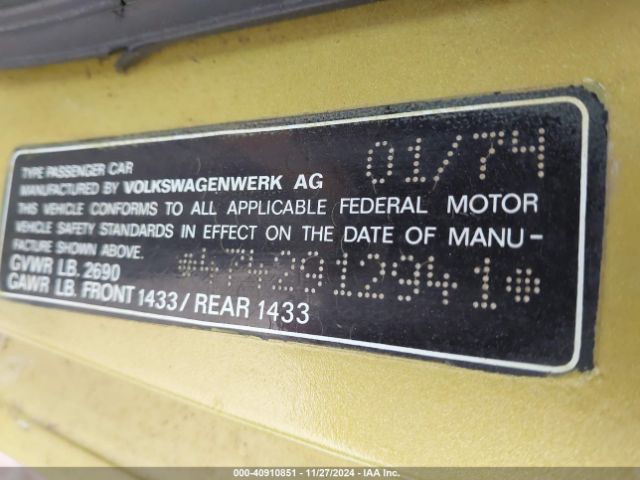 TYPE PASSENGER CAR
MANUFACTURED BY VOLKSWAGENWERK AG 01/74
THIS VEHICLE CONFORMS TO ALL APPLICABLE FEDERAL MOTOR
VEHICLE SAFETY STANDARDS IN EFFECT ON THE DATE OF MANU-
FACTURE SHOWN ABOVE.
GVWR LB. 2690 *4742012941*
GAWR LB. FRONT 1433/REAR 1433
000-40910851 - 11/27/2024 - IAA Inc.